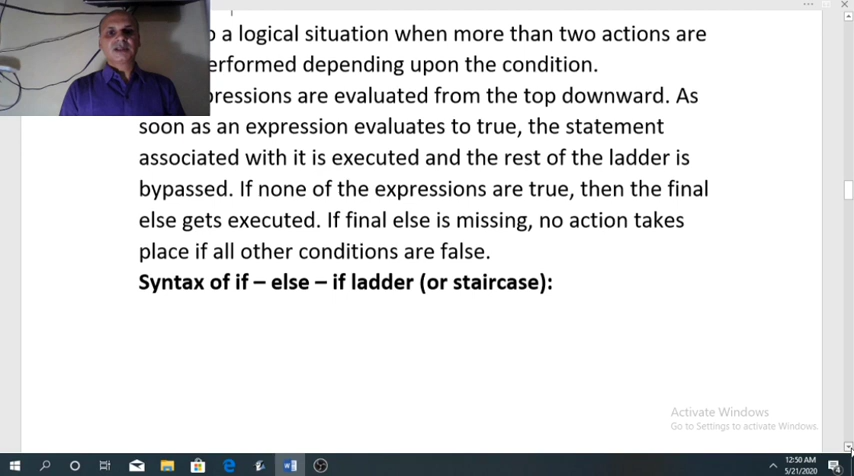 o a logical situation when more than two actions are
erformed depending upon the condition.
pressions are evaluated from the top downward. As
soon as an expression evaluates to true, the statement
associated with it is executed and the rest of the ladder is
bypassed. If none of the expressions are true, then the final
else gets executed. If final else is missing, no action takes
place if all other conditions are false.
Syntax of if – else – if ladder (or staircase):
Activate Windows
Go to Settings to activate Windows.
12:50 AM
5/21/2020